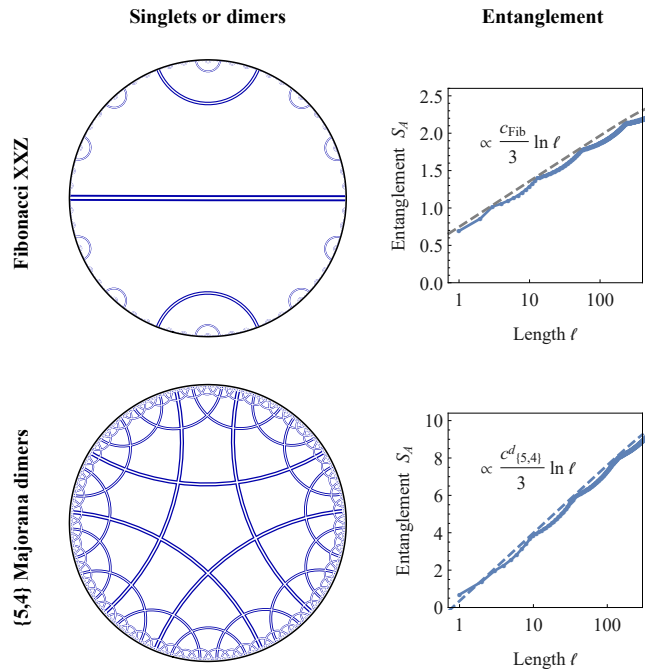 Singlets or dimers
Entanglement
Fibonacci XXZ
Entanglement S_A
2.5
2.0
1.5
1.0
0.5
0.0
∝ c_Fib/3 ln ℓ
1 10 100
Length ℓ
{5,4} Majorana dimers
Entanglement S_A
10
8
6
4
2
0
∝ c^d_{5,4}/3 ln ℓ
1 10 100
Length ℓ